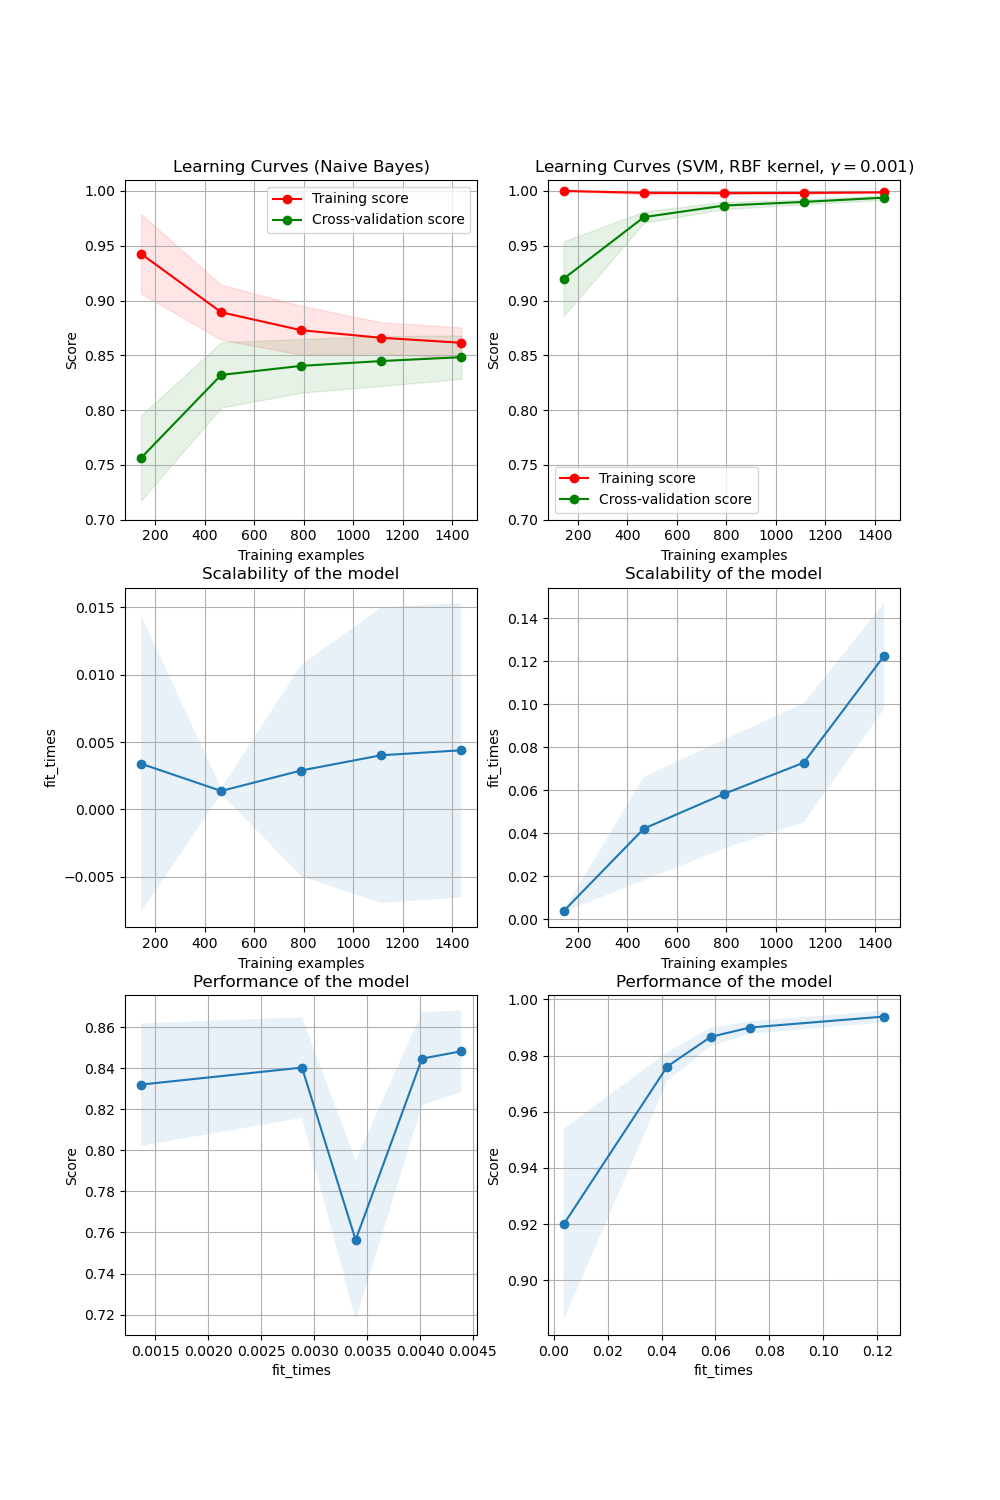 Learning Curves (Naive Bayes)
1.00
0.95
0.90
0.85
0.80
0.75
0.70
Score
Training score
Cross-validation score
200 400 600 800 1000 1200 1400
Training examples
Learning Curves (SVM, RBF kernel, γ = 0.001)
1.00
0.95
0.90
0.85
0.80
0.75
0.70
Score
Training score
Cross-validation score
200 400 600 800 1000 1200 1400
Training examples
Scalability of the model
0.015
0.010
0.005
0.000
−0.005
fit_times
200 400 600 800 1000 1200 1400
Training examples
Scalability of the model
0.14
0.12
0.10
0.08
0.06
0.04
0.02
0.00
fit_times
200 400 600 800 1000 1200 1400
Training examples
Performance of the model
0.86
0.84
0.82
0.80
0.78
0.76
0.74
0.72
Score
0.0015 0.0020 0.0025 0.0030 0.0035 0.0040 0.0045
fit_times
Performance of the model
1.00
0.98
0.96
0.94
0.92
0.90
Score
0.00 0.02 0.04 0.06 0.08 0.10 0.12
fit_times